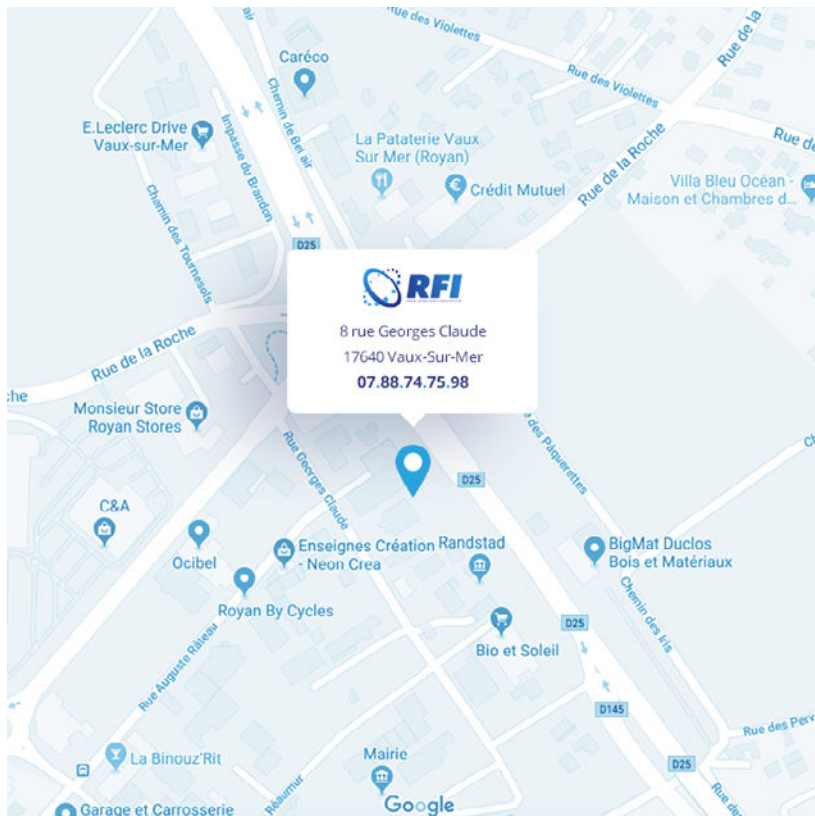 air
ue des Violettes
Rue de la
Caréco
Rue des Violettes
Chemin de Bel air
E.Leclerc Drive
Vaux-sur-Mer
Impasse du Brandon
La Pataterie Vaux
Sur Mer (Royan)
Rue de
Crédit Mutuel
Rue de la Roche
Villa Bleu Océan -
Maison et Chambres d...
Chemin des Tournesols
D25
RFI
8 rue Georges Claude
17640 Vaux-Sur-Mer
07.88.74.75.98
Rue de la Roche
che
Monsieur Store
Royan Stores
des Pâquerettes
Rue Georges Claude
D25
C&A
Ocibel
Enseignes Création
- Neon Crea
Randstad
BigMat Duclos
Bois et Matériaux
Royan By Cycles
Chemin des Iris
Bio et Soleil
D25
Rue Auguste Râteau
D145
Rue des Perv
La Binouz'Rit
Mairie
D25
Réaumur
Rue de
Garage et Carrosserie
Google